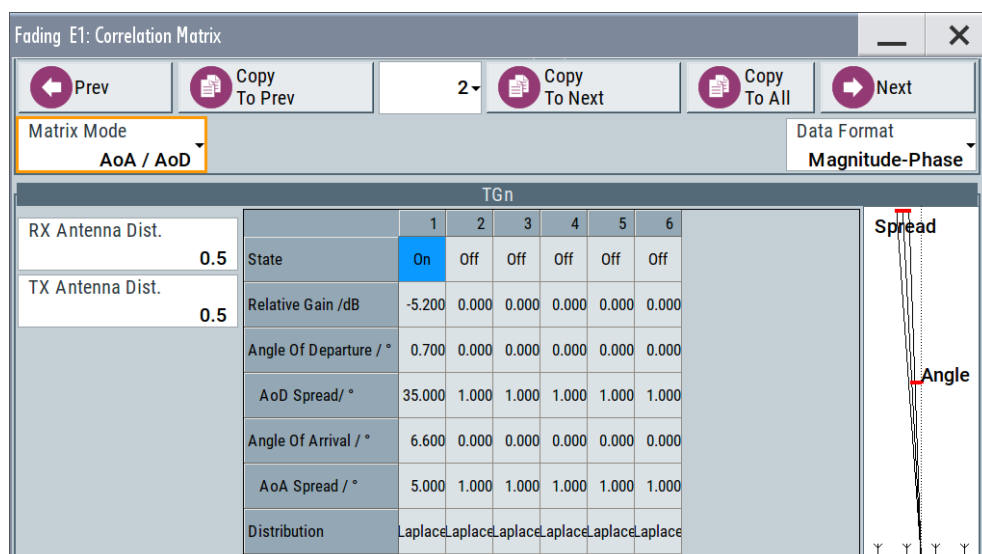 Fading E1: Correlation Matrix
Prev
Copy To Prev
2
Copy To Next
Copy To All
Next
Matrix Mode
AoA / AoD
Data Format
Magnitude-Phase
TGn
RX Antenna Dist.
0.5
TX Antenna Dist.
0.5
1 2 3 4 5 6
State On Off Off Off Off Off
Relative Gain /dB -5.200 0.000 0.000 0.000 0.000 0.000
Angle Of Departure / ° 0.700 0.000 0.000 0.000 0.000 0.000
AoD Spread/ ° 35.000 1.000 1.000 1.000 1.000 1.000
Angle Of Arrival / ° 6.600 0.000 0.000 0.000 0.000 0.000
AoA Spread / ° 5.000 1.000 1.000 1.000 1.000 1.000
Distribution Laplace Laplace Laplace Laplace Laplace Laplace
Spread
Angle